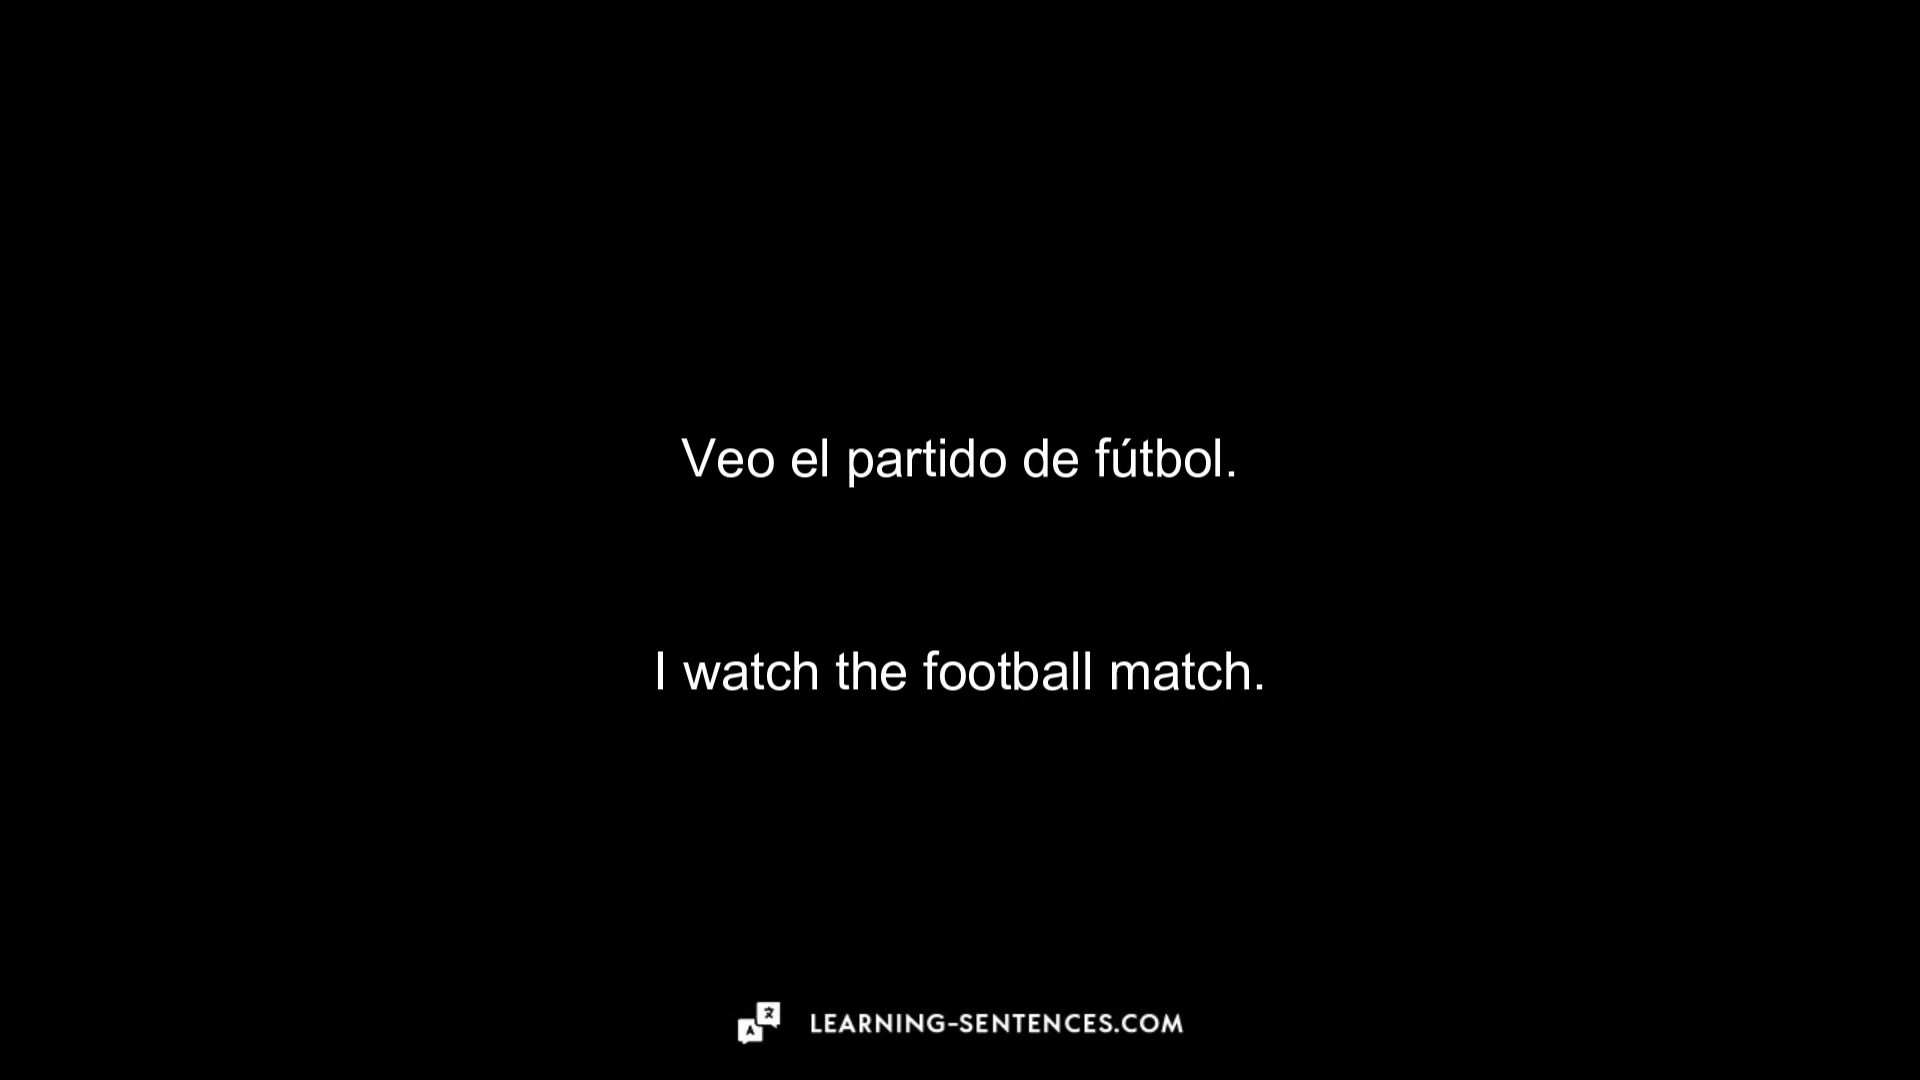 Veo el partido de fútbol.
I watch the football match.
LEARNING-SENTENCES.COM